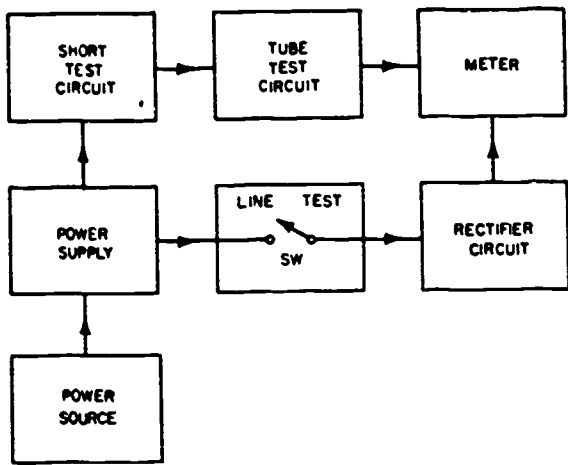 SHORT
TEST
CIRCUIT
TUBE
TEST
CIRCUIT
METER
POWER
SUPPLY
LINE TEST
SW
RECTIFIER
CIRCUIT
POWER
SOURCE